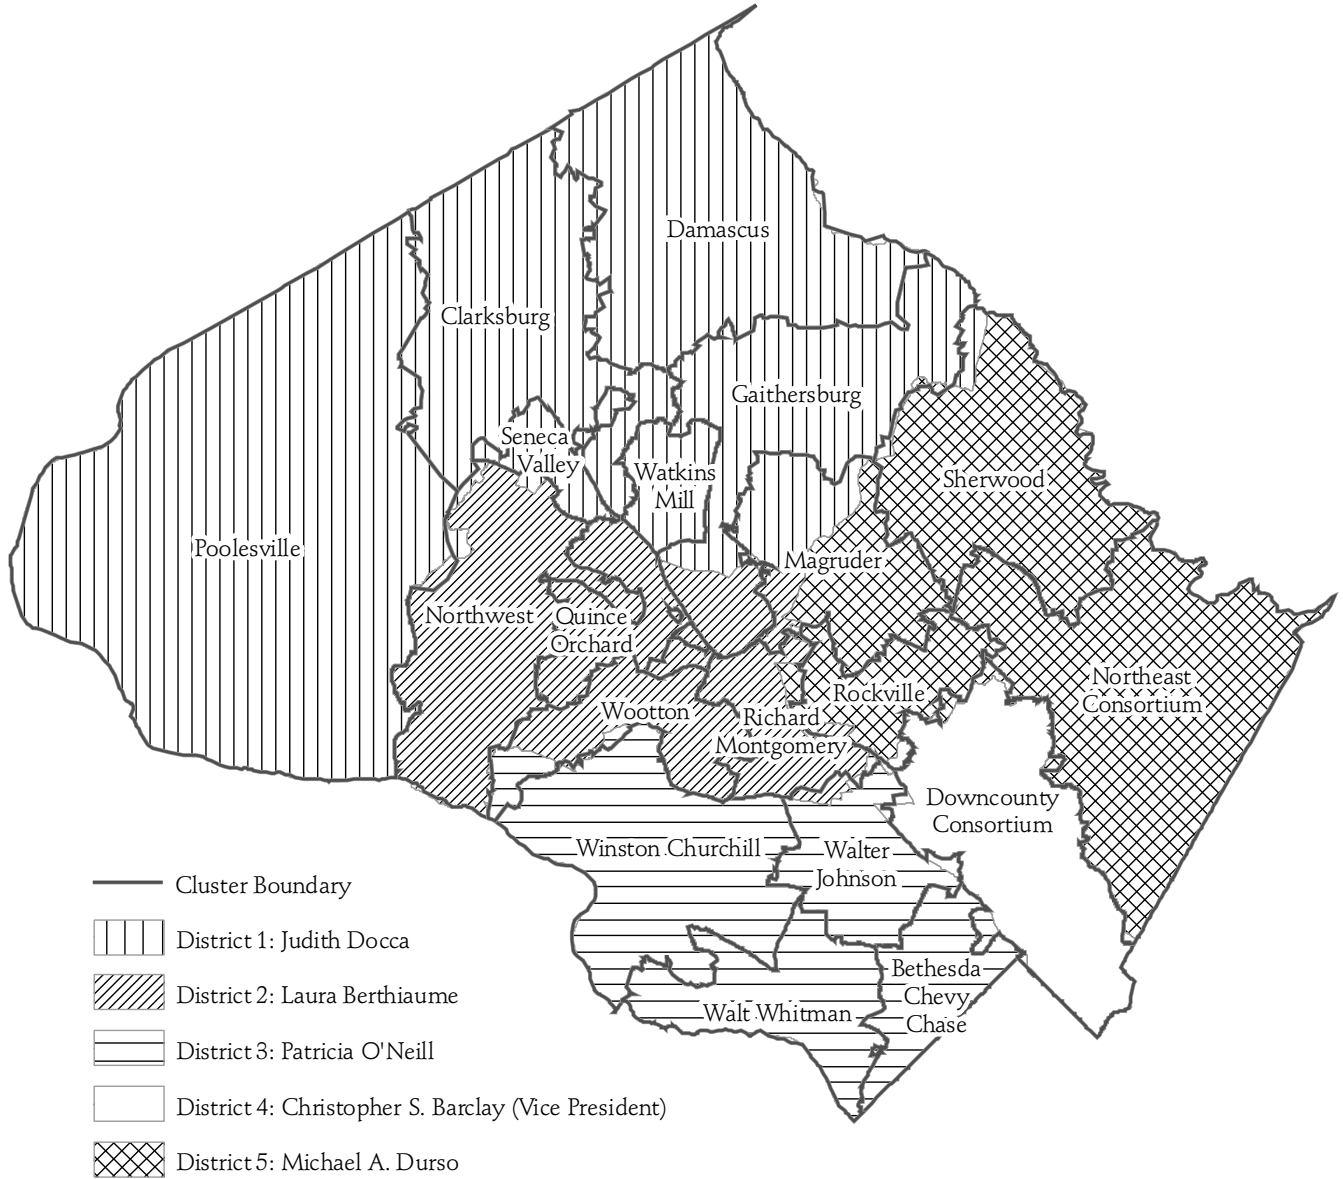 Damascus
Clarksburg
Gaithersburg
Seneca
Valley
Watkins
Mill
Sherwood
Poolesville
Magruder
Northwest
Quince
Orchard
Northeast
Consortium
Rockville
Wootton
Richard
Montgomery
Downcounty
Consortium
Winston Churchill
Walter
Johnson
Bethesda
Chevy
Chase
Walt Whitman
Cluster Boundary
District 1: Judith Docca
District 2: Laura Berthiaume
District 3: Patricia O'Neill
District 4: Christopher S. Barclay (Vice President)
District 5: Michael A. Durso